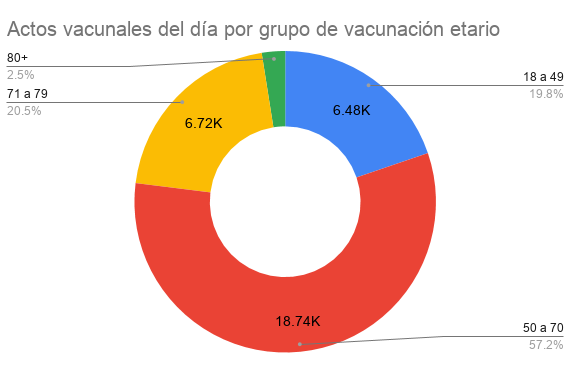 Actos vacunales del día por grupo de vacunación etario
80+
2.5%
71 a 79
20.5%
18 a 49
19.8%
6.48K
6.72K
18.74K
50 a 70
57.2%